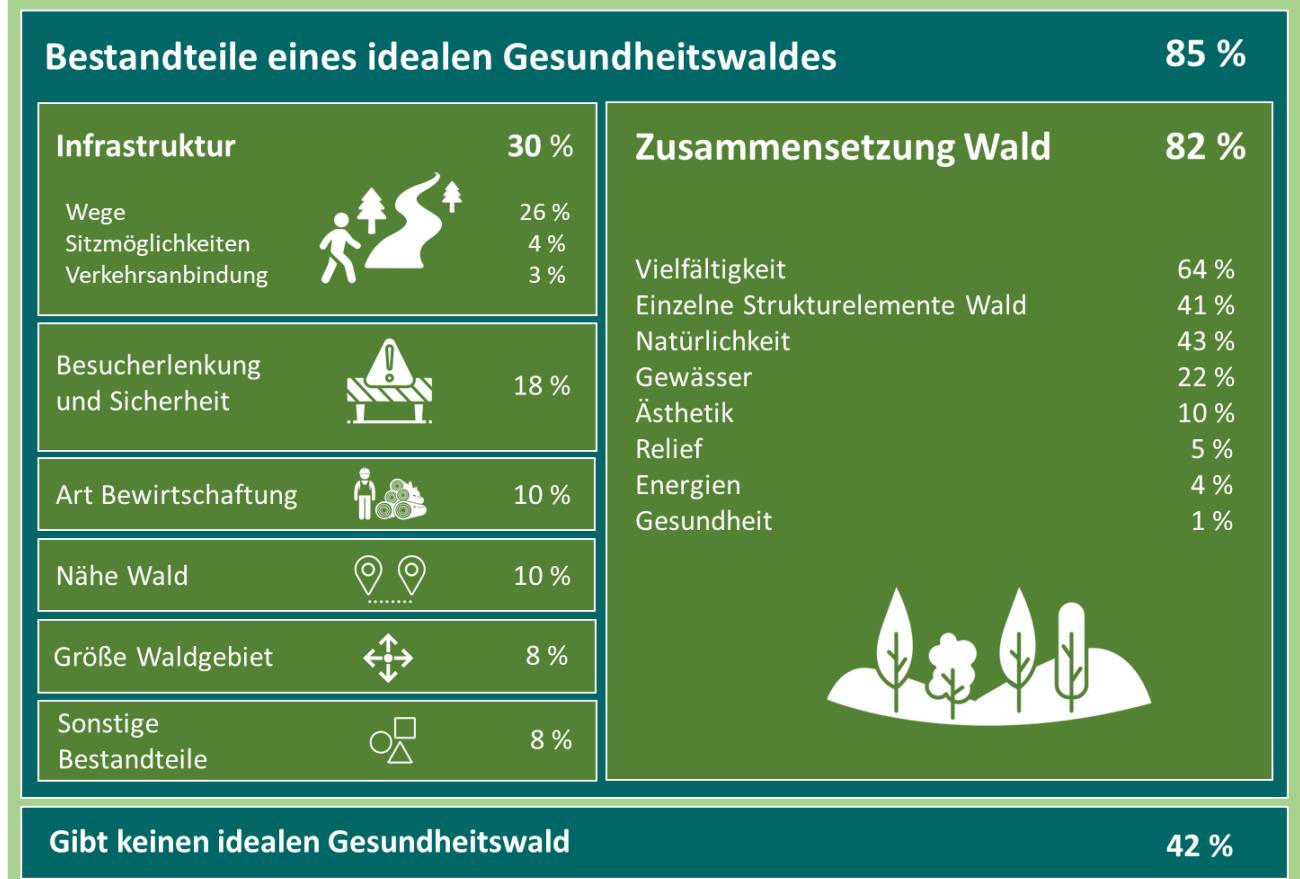 Bestandteile eines idealen Gesundheitswaldes 85 %
Infrastruktur 30 %
Wege 26 %
Sitzmöglichkeiten 4 %
Verkehrsanbindung 3 %
Besucherlenkung
und Sicherheit 18 %
Art Bewirtschaftung 10 %
Nähe Wald 10 %
Größe Waldgebiet 8 %
Sonstige
Bestandteile 8 %
Zusammensetzung Wald 82 %
Vielfältigkeit 64 %
Einzelne Strukturelemente Wald 41 %
Natürlichkeit 43 %
Gewässer 22 %
Ästhetik 10 %
Relief 5 %
Energien 4 %
Gesundheit 1 %
Gibt keinen idealen Gesundheitswald 42 %